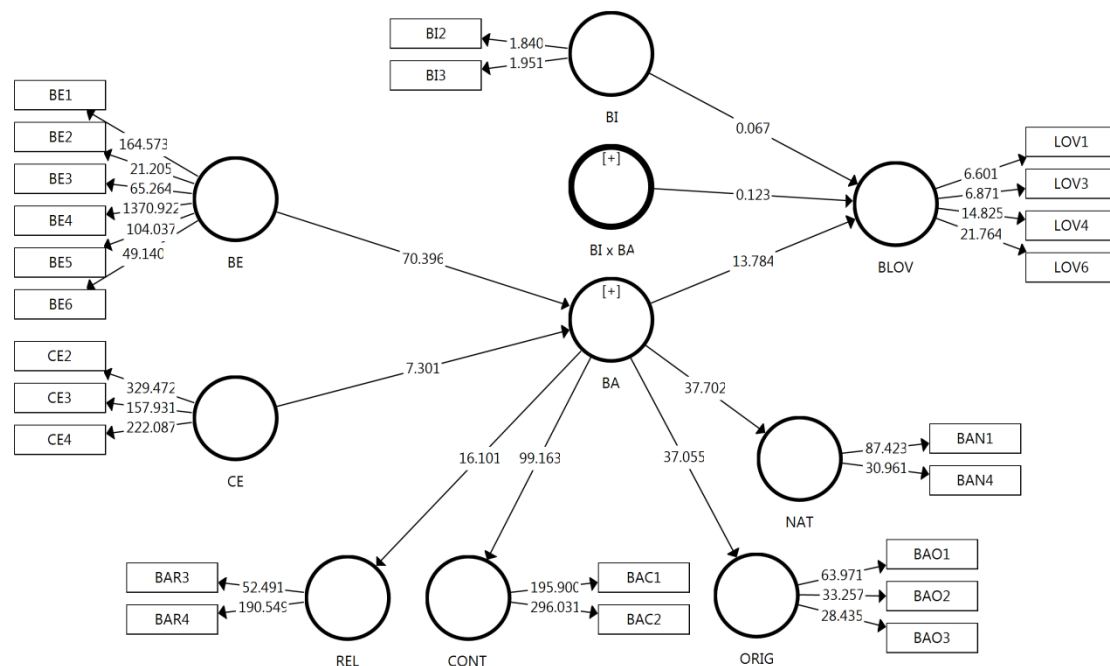 BI2
1.840
BI3
1.951
BI
0.067
BE1
BE2
BE3
BE4
BE5
BE6
164.573
21.205
65.264
1370.922
104.037
49.140
BE
70.396
[+]
BI x BA
0.123
LOV1
LOV3
LOV4
LOV6
6.601
6.871
14.825
21.764
BLOV
13.784
[+]
BA
CE2
CE3
CE4
329.472
157.931
222.087
CE
7.301
37.702
16.101
99.163
37.055
87.423
30.961
BAN1
BAN4
NAT
BAR3
BAR4
52.491
190.549
REL
195.900
296.031
BAC1
BAC2
CONT
63.971
33.257
28.435
BAO1
BAO2
BAO3
ORIG